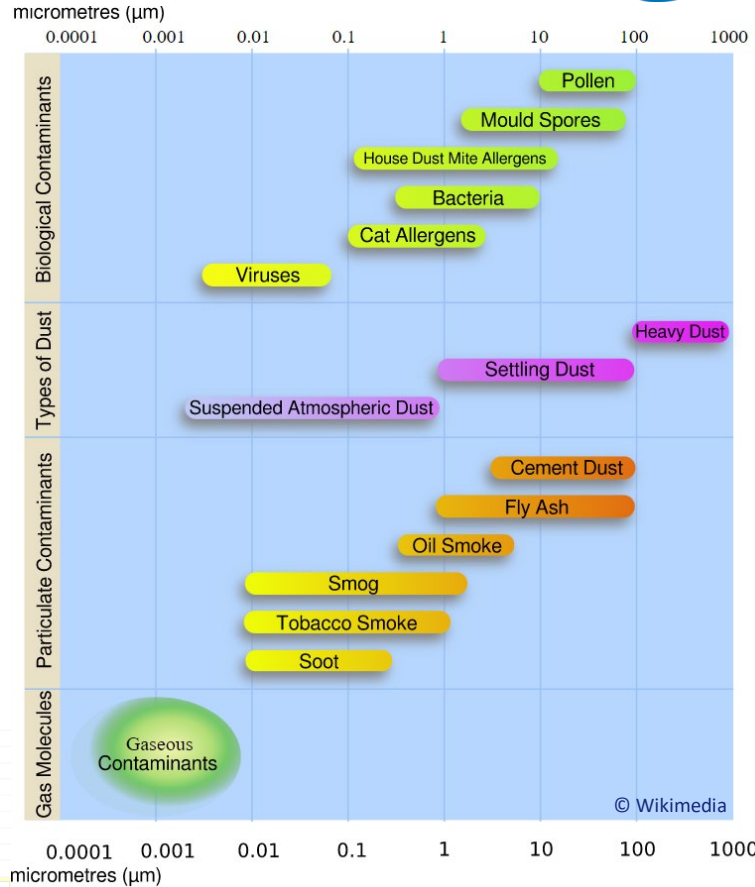 micrometres (µm)
0.0001 0.001 0.01 0.1 1 10 100 1000
Biological Contaminants
Pollen
Mould Spores
House Dust Mite Allergens
Bacteria
Cat Allergens
Viruses
Types of Dust
Heavy Dust
Settling Dust
Suspended Atmospheric Dust
Particulate Contaminants
Cement Dust
Fly Ash
Oil Smoke
Smog
Tobacco Smoke
Soot
Gas Molecules
Gaseous
Contaminants
© Wikimedia
0.0001 0.001 0.01 0.1 1 10 100 1000
micrometres (µm)